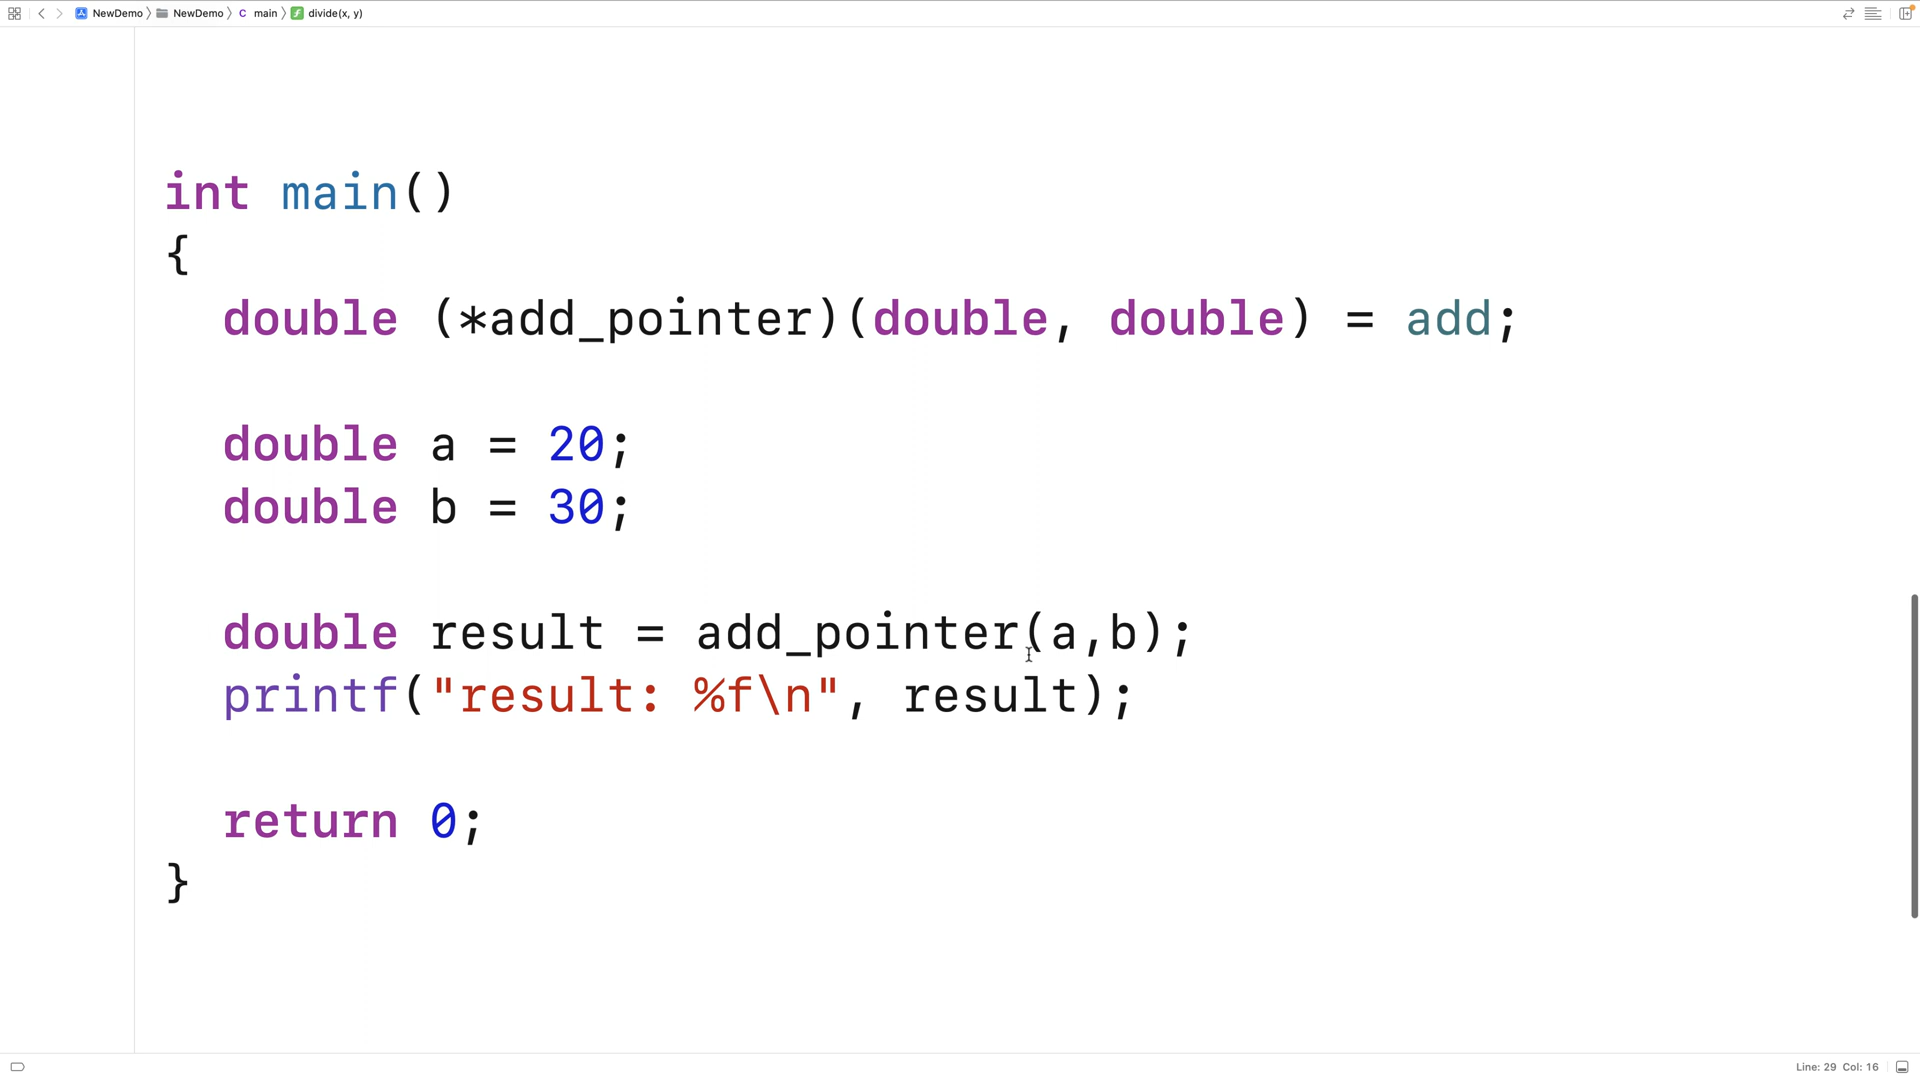 NewDemo 〉 NewDemo 〉 C main 〉 f divide(x, y)
int main()
{
  double (*add_pointer)(double, double) = add;
  double a = 20;
  double b = 30;
  double result = add_pointer(a,b);
  printf("result: %f\n", result);
  return 0;
}
Line: 29 Col: 16